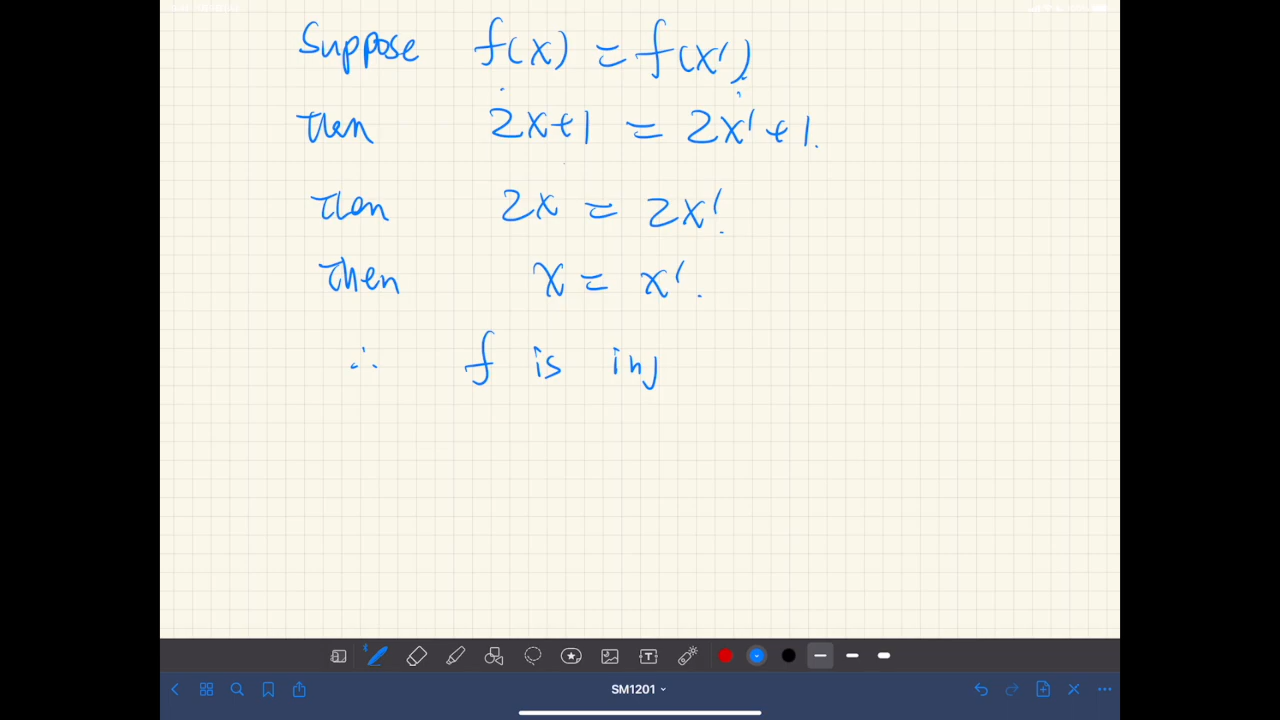 Suppose f(x) = f(x').
then 2x+1 = 2x'+1.
then 2x = 2x'.
then x = x'.
∴ f is inj
SM1201